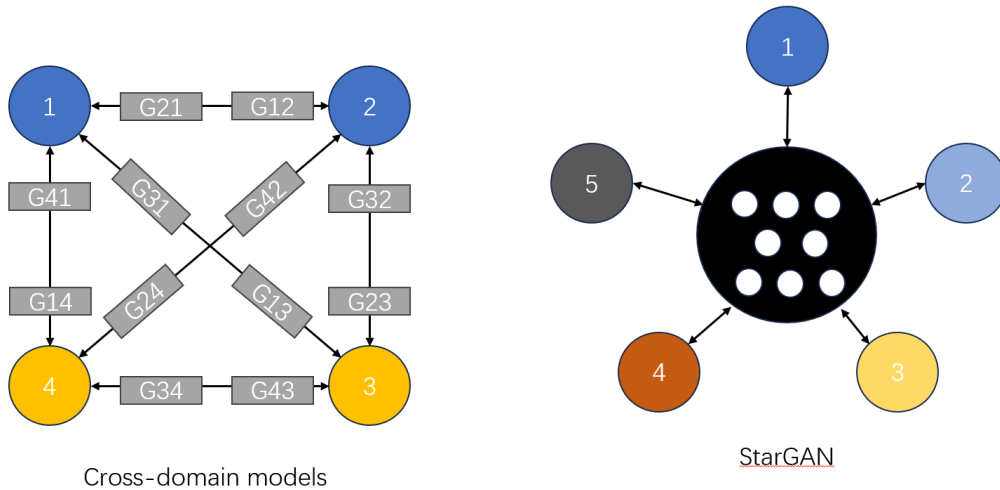 1
G21
G12
2
G41
G31
G42
G32
G14
G24
G13
G23
4
G34
G43
3
Cross-domain models
1
5
2
4
3
StarGAN